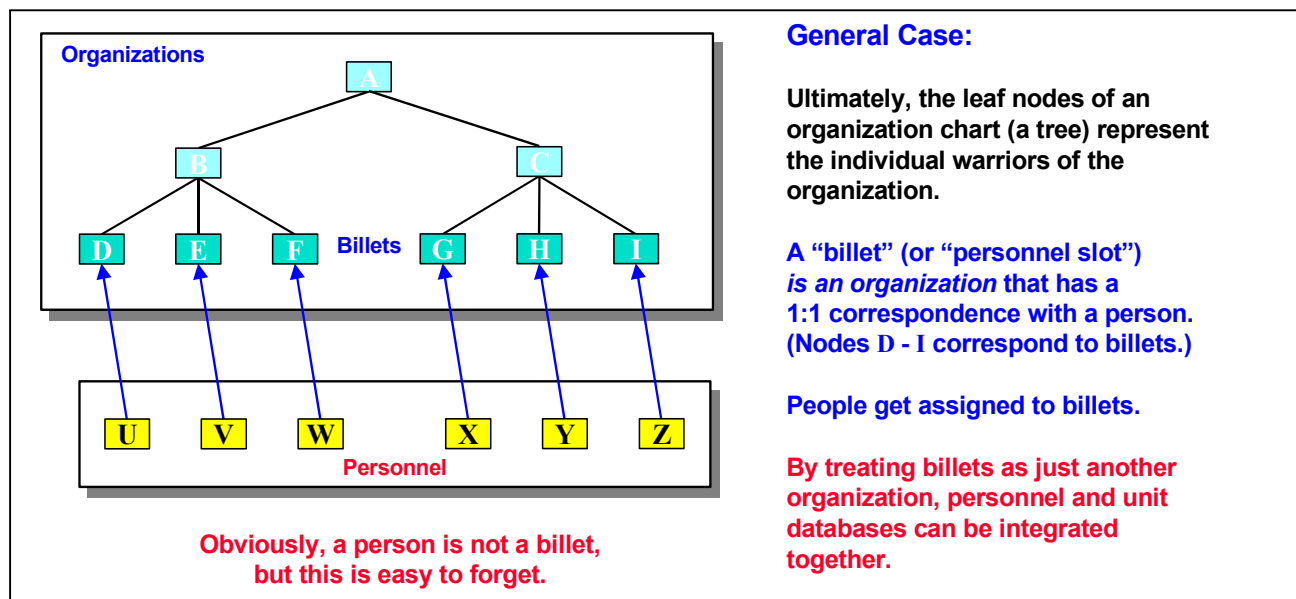 Organizations
A
B
C
D
E
F
Billets
G
H
I
U
V
W
X
Y
Z
Personnel
Obviously, a person is not a billet,
but this is easy to forget.
General Case:
Ultimately, the leaf nodes of an
organization chart (a tree) represent
the individual warriors of the
organization.
A “billet” (or “personnel slot”)
is an organization that has a
1:1 correspondence with a person.
(Nodes D - I correspond to billets.)
People get assigned to billets.
By treating billets as just another
organization, personnel and unit
databases can be integrated
together.